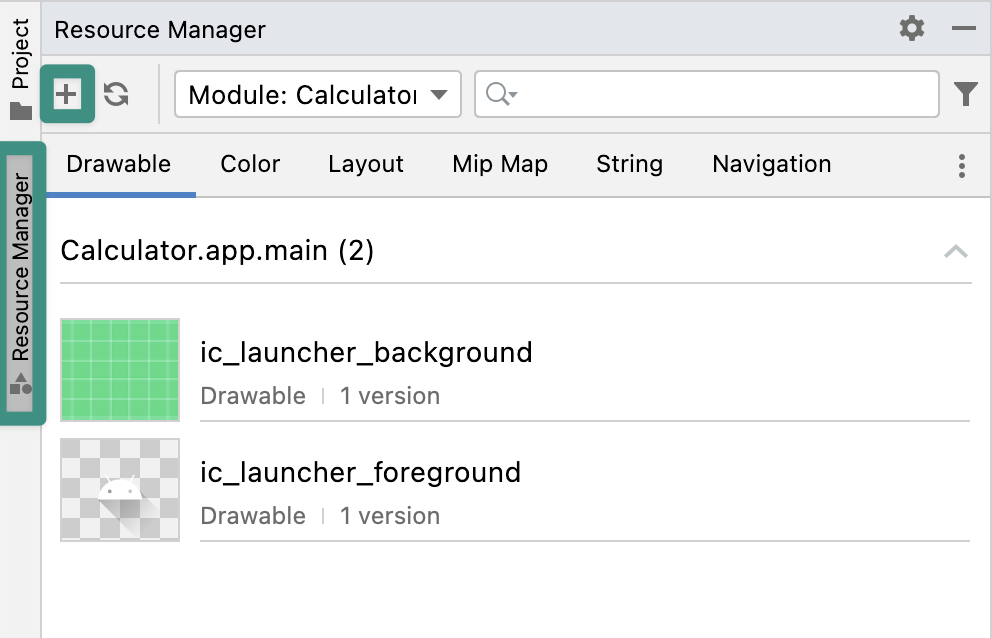 Project
Resource Manager
Resource Manager
Module: Calculator
Drawable Color Layout Mip Map String Navigation
Calculator.app.main (2)
ic_launcher_background
Drawable | 1 version
ic_launcher_foreground
Drawable | 1 version